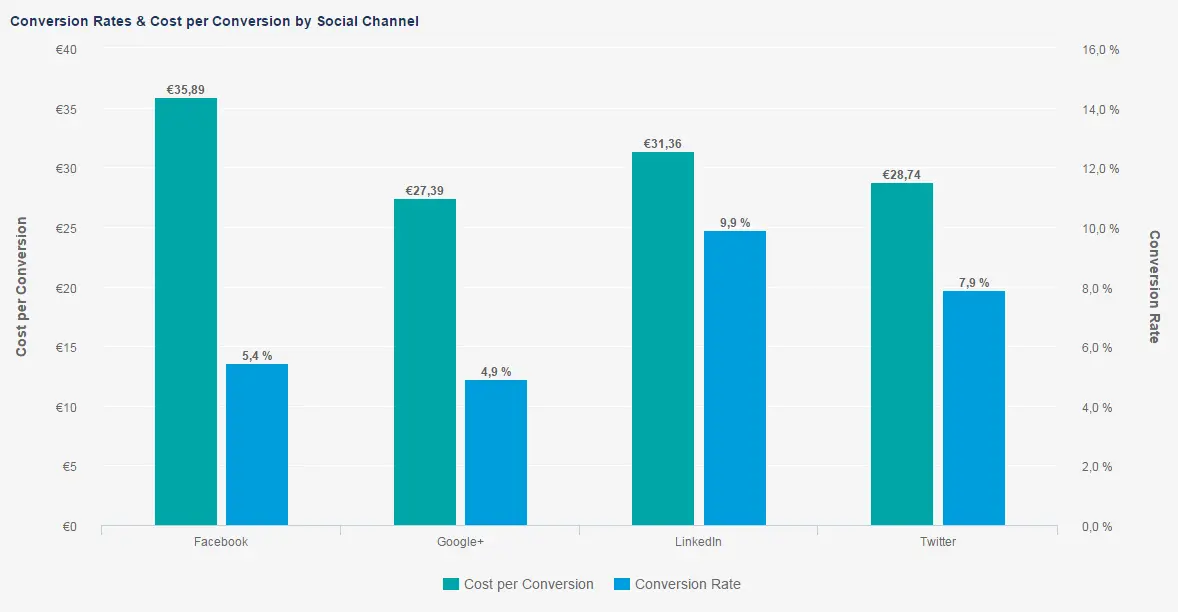 Conversion Rates & Cost per Conversion by Social Channel
€40
€35
€30
€25
€20
€15
€10
€5
€0
Cost per Conversion
€35,89
5,4 %
€27,39
4,9 %
€31,36
9,9 %
€28,74
7,9 %
16,0 %
14,0 %
12,0 %
10,0 %
8,0 %
6,0 %
4,0 %
2,0 %
0,0 %
Conversion Rate
Facebook
Google+
LinkedIn
Twitter
Cost per Conversion
Conversion Rate